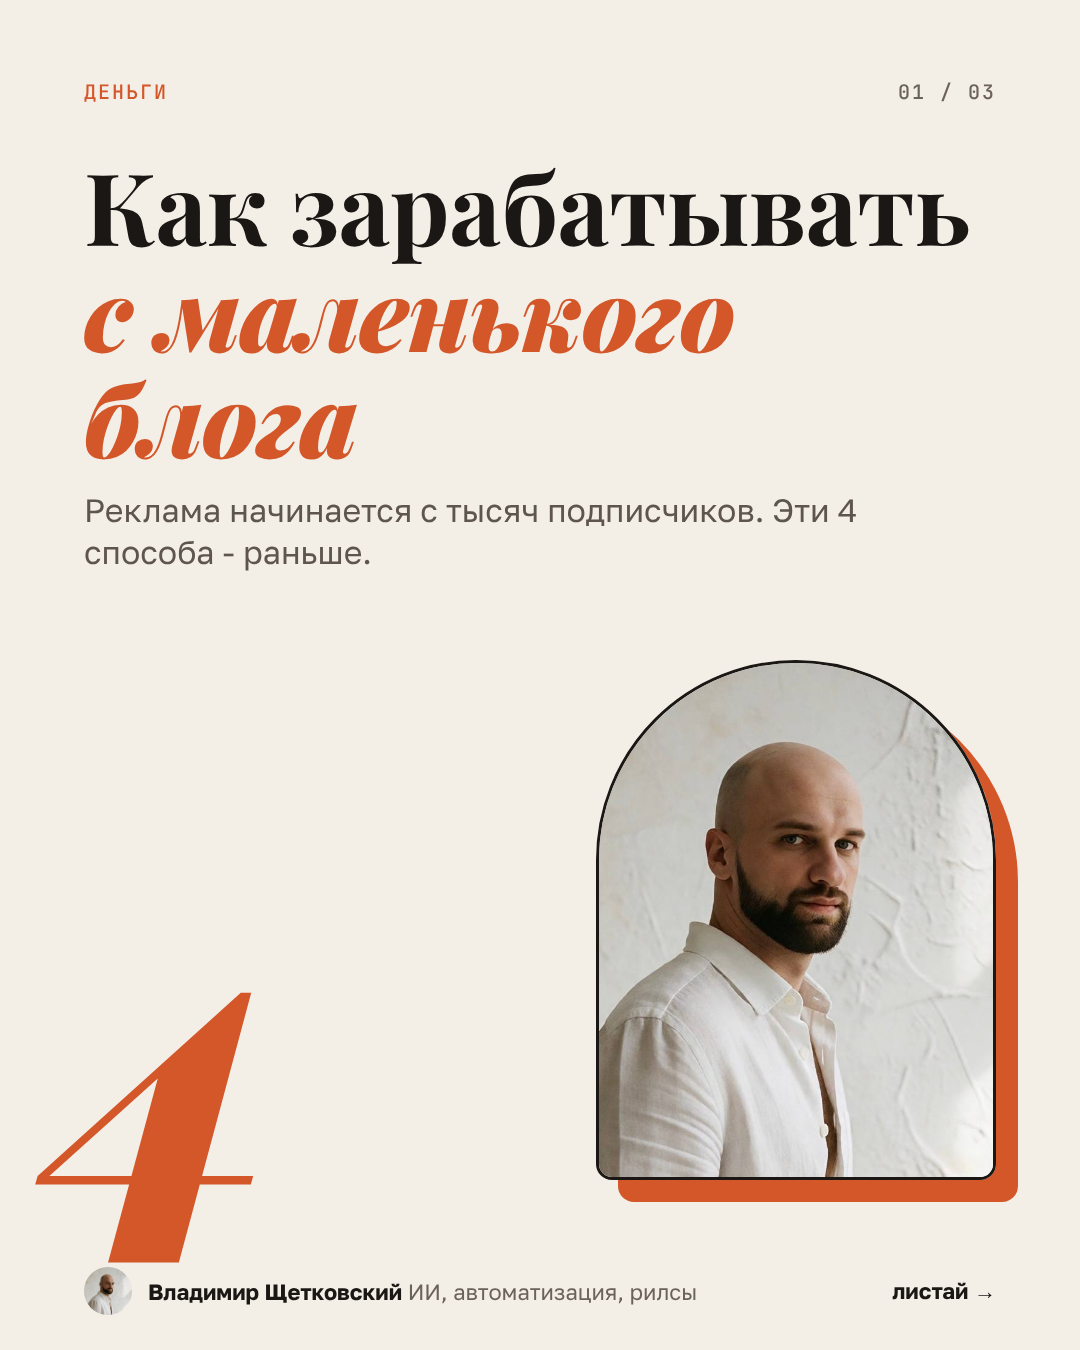 ДЕНЬГИ
01 / 03
Как зарабатывать
с маленького
блога
Реклама начинается с тысяч подписчиков. Эти 4
способа - раньше.
4
Владимир Щетковский ИИ, автоматизация, рилсы
листай →